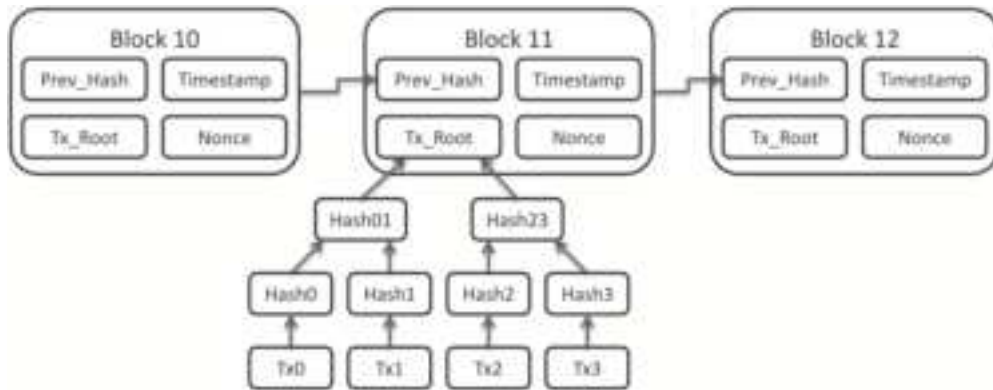 Block 10
Block 11
Block 12
Prev_Hash
Timestamp
Prev_Hash
Timestamp
Prev_Hash
Timestamp
Tx_Root
Nonce
Tx_Root
Nonce
Tx_Root
Nonce
Hash01
Hash23
Hash0
Hash1
Hash2
Hash3
Tx0
Tx1
Tx2
Tx3